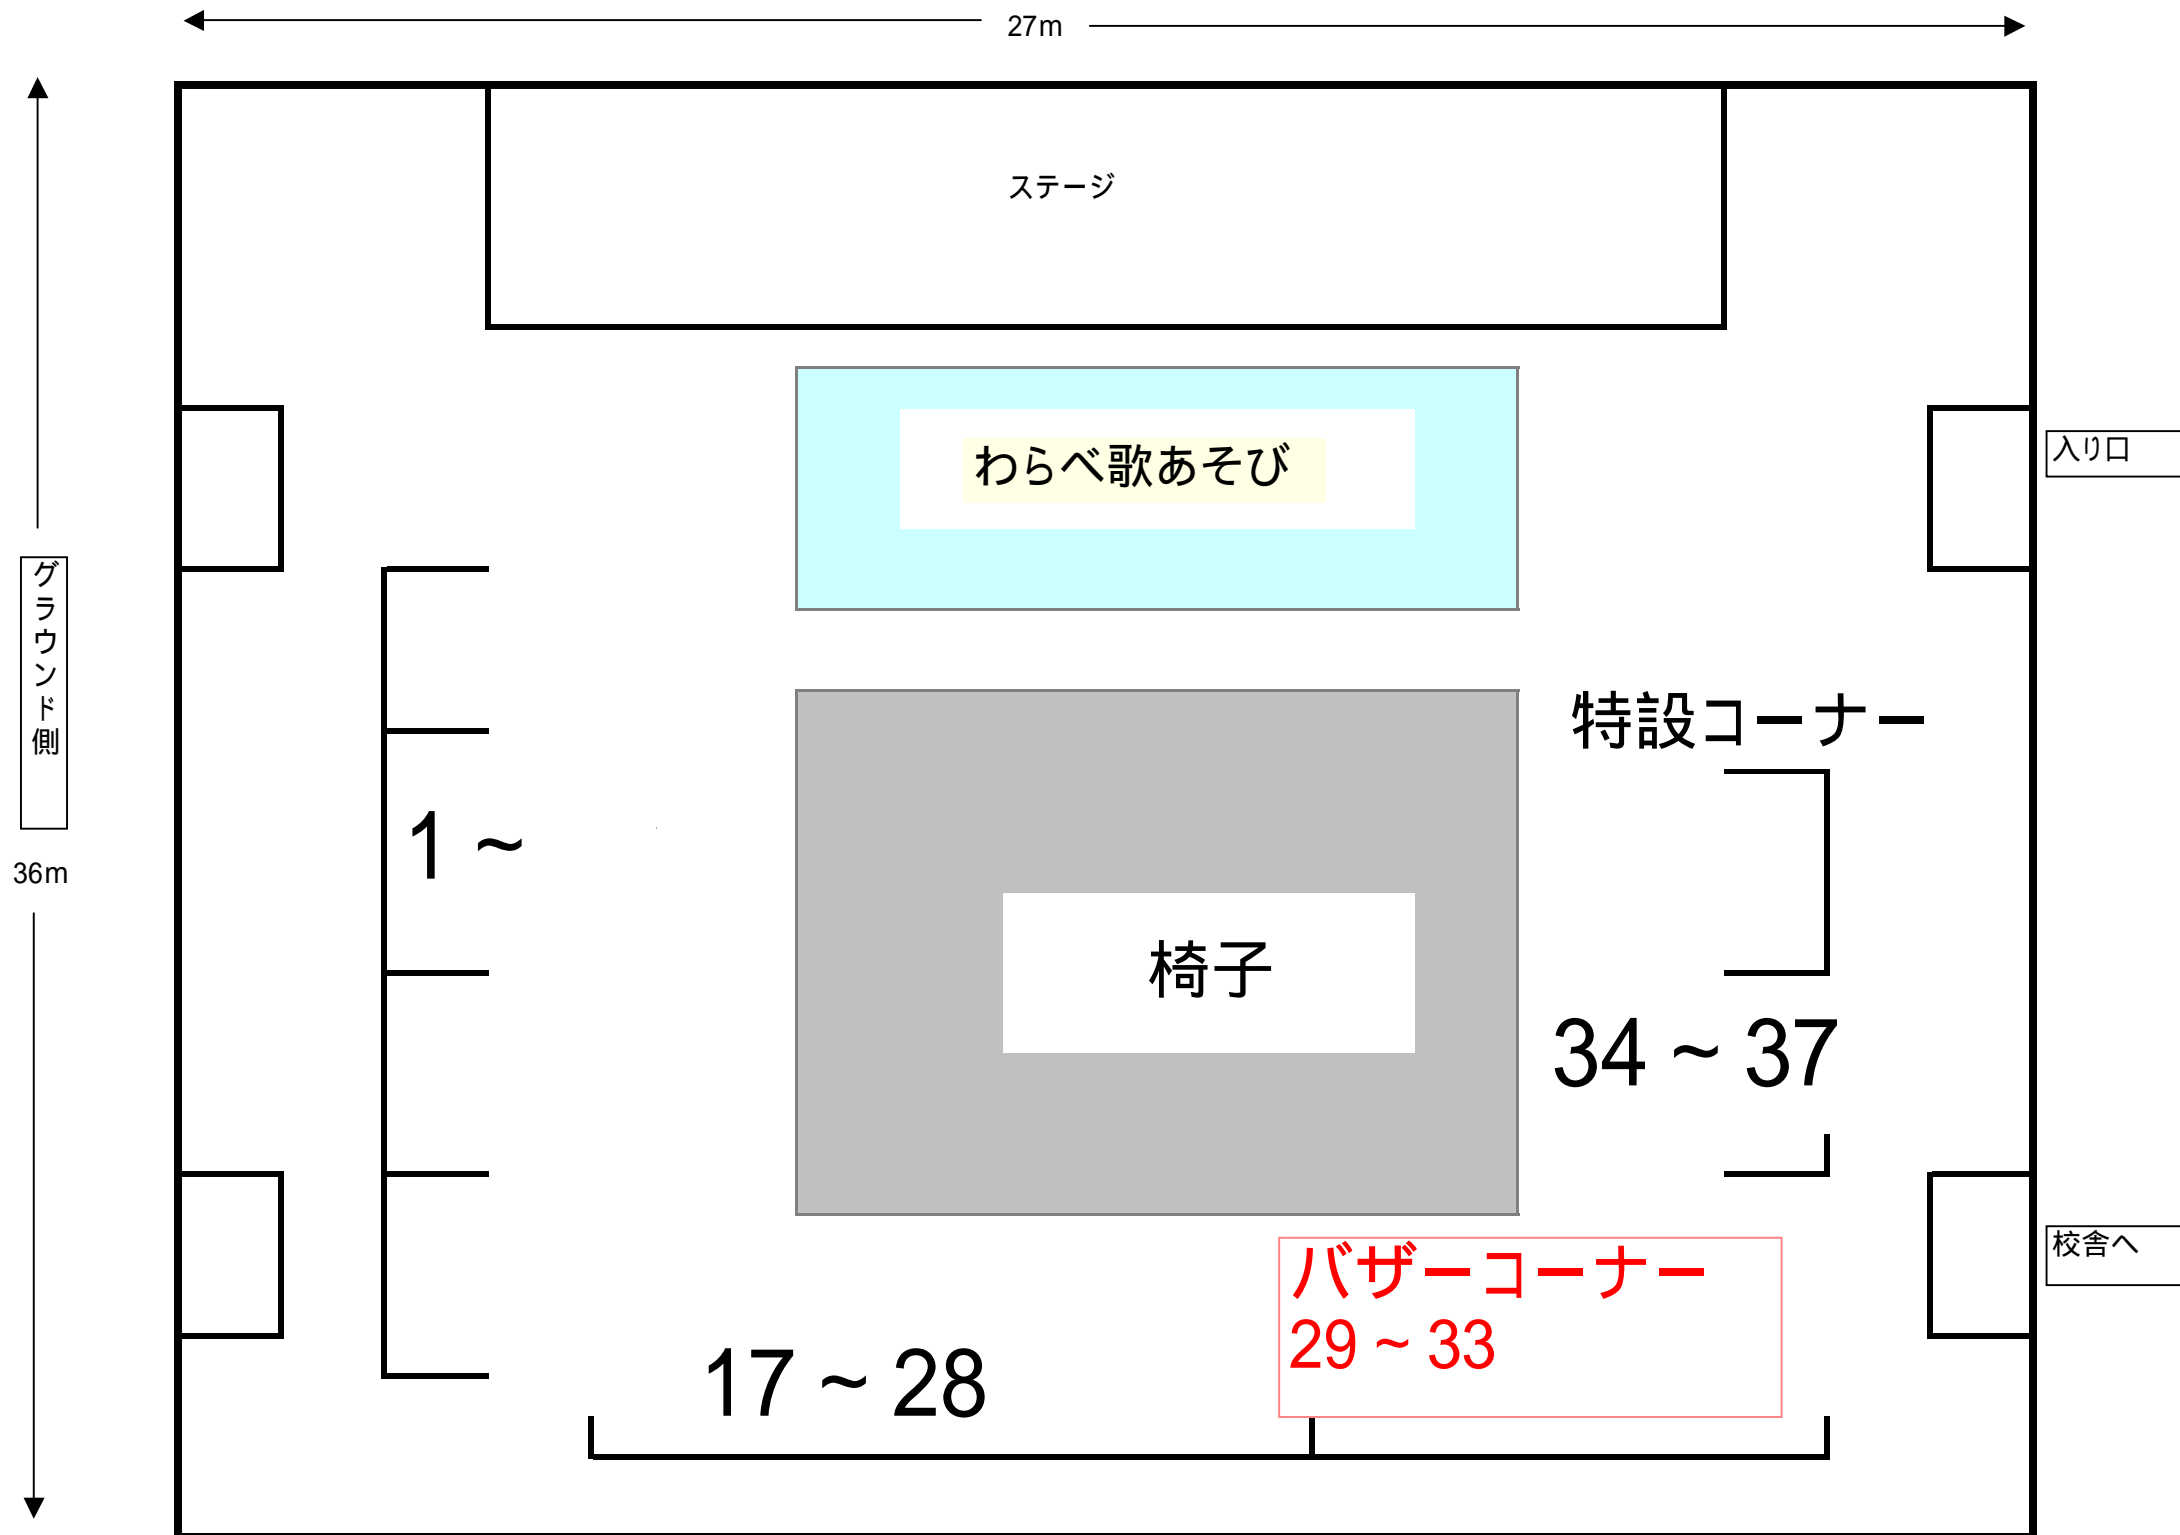 27m
ステージ
わらべ歌あそび
入り口
グラウンド側
特設コーナー
1 ~
36m
椅子
34 ~ 37
校舎へ
バザーコーナー
29 ~ 33
17 ~ 28